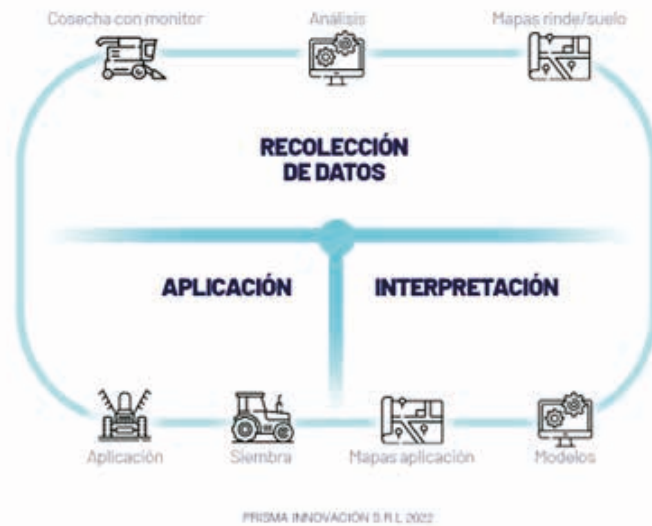 Cosecha con monitor
Análisis
Mapas rinde/suelo
RECOLECCIÓN
DE DATOS
APLICACIÓN
INTERPRETACIÓN
Aplicación
Siembra
Mapas aplicación
Modelos
PRISMA INNOVACIÓN S.R.L 2022